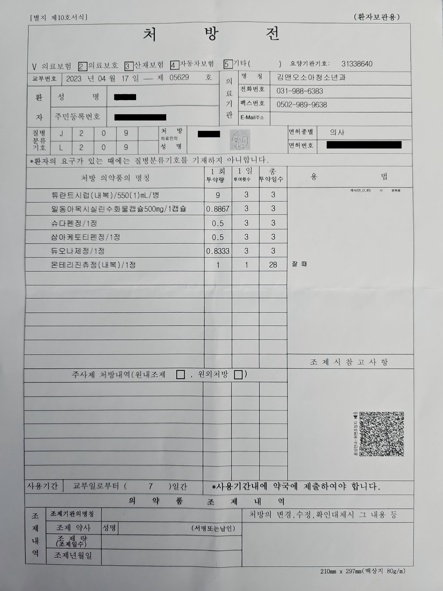 [별지 제10호서식]
(환자보관용)
처 방 전
V 의료보험 2 의료보호 3 산재보험 4 자동차보험 5 기타( ) 요양기관기호: 31338640
교부번호 2023 년 04 월 17 일 — 제 05629 호
의료기관
명 칭 김앤오소아청소년과
전화번호 031-988-6383
팩스번호 0502-989-9638
E-Mail주소
환자
성 명
주민등록번호
질병분류기호
J 2 0 9
L 2 0 9
처 방
의료인의
성 명
면허종별 의사
면허번호
*환자의 요구가 있는 때에는 질병분류기호를 기재하지 아니합니다.
처방 의약품의 명칭
1 회 투약량
1 일 투여횟수
총 투약일수
용 법
튜란트시럽(내복)/550(1)mL/병 9 3 3
일동아목시실린수화물캡슐500mg/1캡슐 0.8867 3 3
슈다펜정/1정 0.5 3 3
삼아케토티펜정/1정 0.5 3 3
듀오나제정/1정 0.8333 3 3
몬테리진츄정(내복)/1정 1 1 28 잘 때
조제시참고사항
주사제 처방내역(원내조제 , 원외처방 )
사용기간 교부일로부터 ( 7 )일간 *사용기간내에 약국에 제출하여야 합니다.
의 약 품 조 제 내 역
조제내역
조제기관의명칭
처방의 변경,수정,확인대체시 그 내용 등
조제 약사 성명 (서명또는날인)
조제 량
(조제일수)
조제년월일
210mm x 297mm(백상지 80g/m)